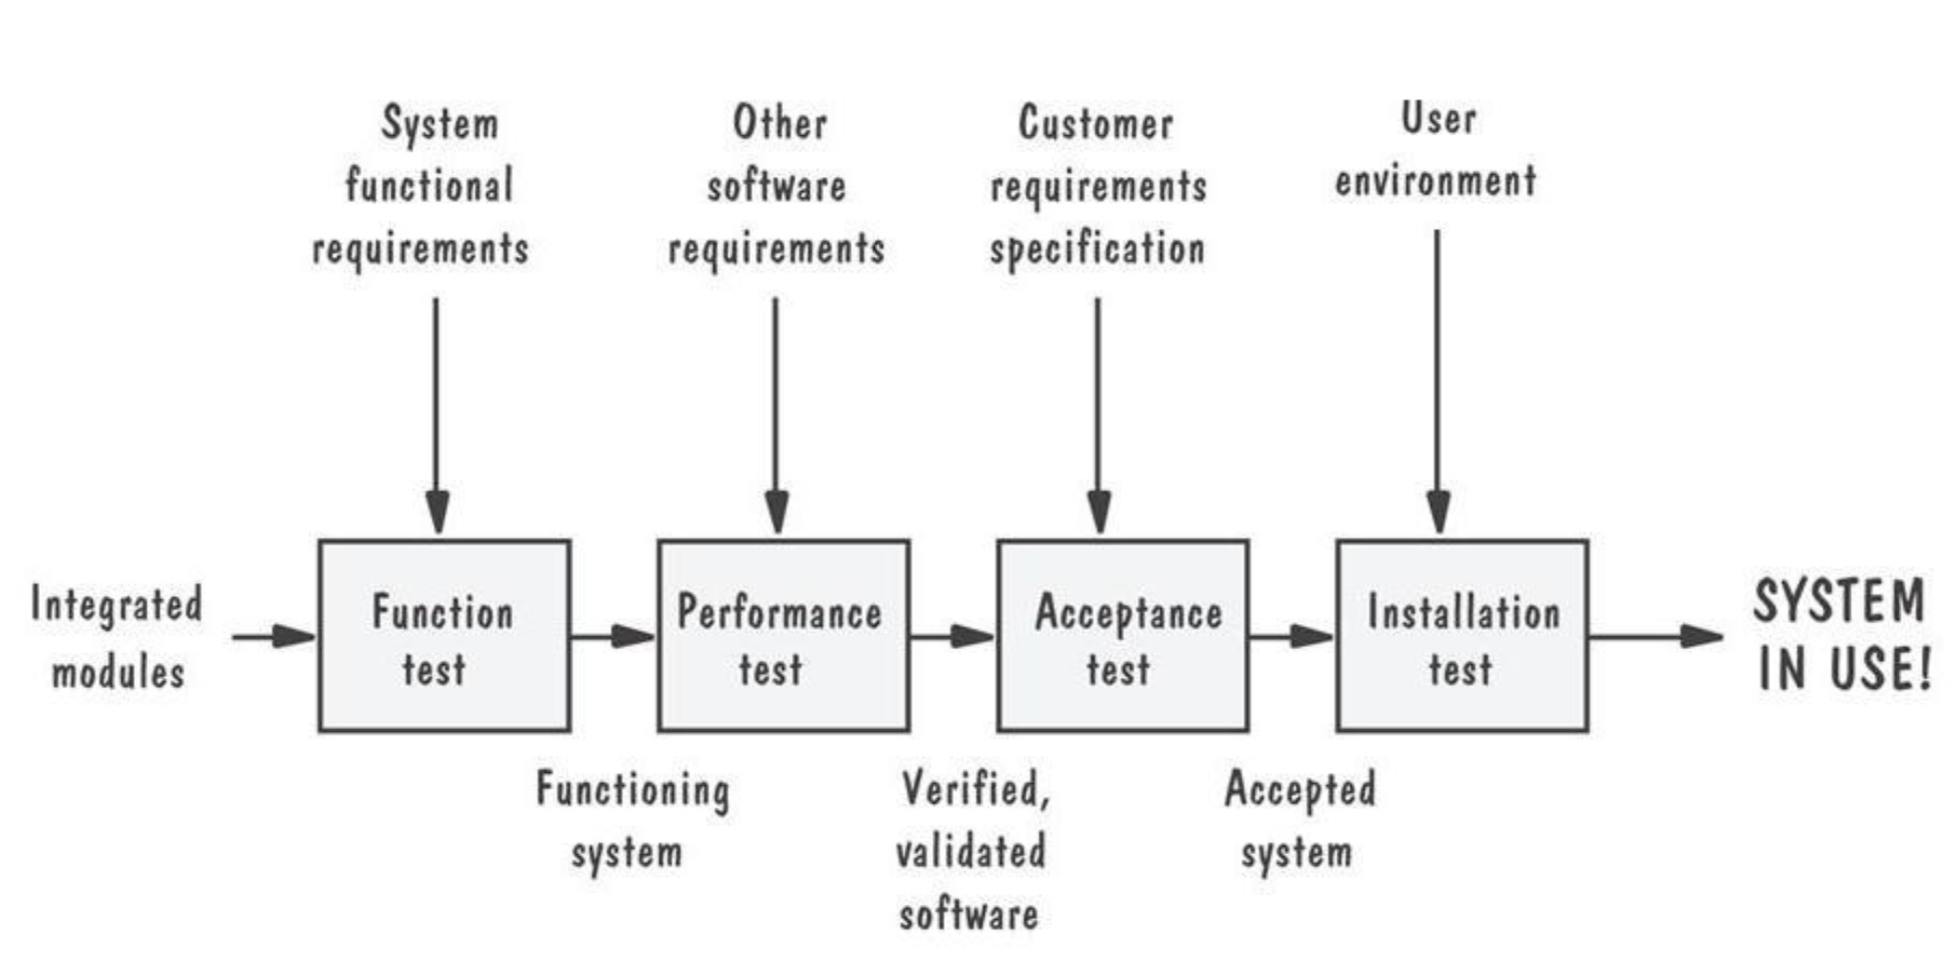 System
functional
requirements
Other
software
requirements
Customer
requirements
specification
User
environment
Integrated
modules
Function
test
Performance
test
Acceptance
test
Installation
test
SYSTEM
IN USE!
Functioning
system
Verified,
validated
software
Accepted
system